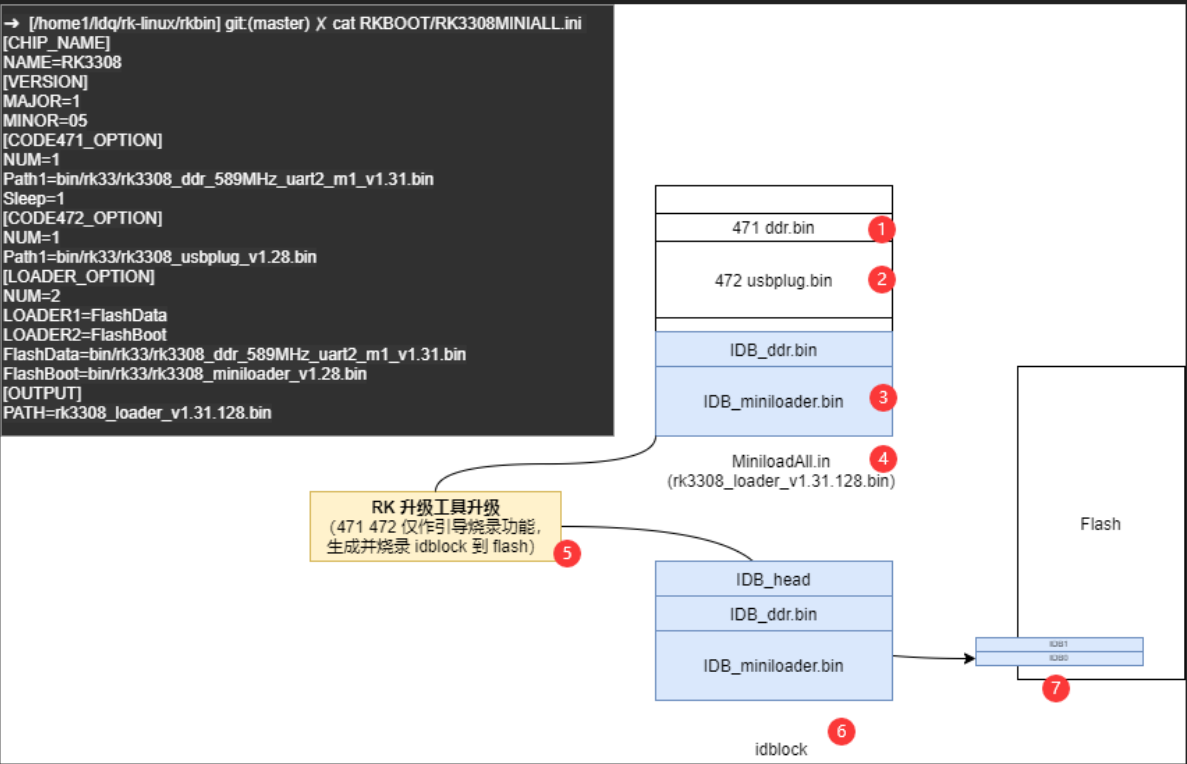 ➜ [/home1/ldq/rk-linux/rkbin] git:(master) ✗ cat RKBOOT/RK3308MINIALL.ini
[CHIP_NAME]
NAME=RK3308
[VERSION]
MAJOR=1
MINOR=05
[CODE471_OPTION]
NUM=1
Path1=bin/rk33/rk3308_ddr_589MHz_uart2_m1_v1.31.bin
Sleep=1
[CODE472_OPTION]
NUM=1
Path1=bin/rk33/rk3308_usbplug_v1.28.bin
[LOADER_OPTION]
NUM=2
LOADER1=FlashData
LOADER2=FlashBoot
FlashData=bin/rk33/rk3308_ddr_589MHz_uart2_m1_v1.31.bin
FlashBoot=bin/rk33/rk3308_miniloader_v1.28.bin
[OUTPUT]
PATH=rk3308_loader_v1.31.128.bin
471 ddr.bin
1
472 usbplug.bin
2
IDB_ddr.bin
IDB_miniloader.bin
3
MiniloadAll.in
4
(rk3308_loader_v1.31.128.bin)
RK 升级工具升级
（471 472 仅作引导烧录功能，
生成并烧录 idblock 到 flash）
5
IDB_head
IDB_ddr.bin
IDB_miniloader.bin
6
idblock
Flash
IDB1
IDB0
7